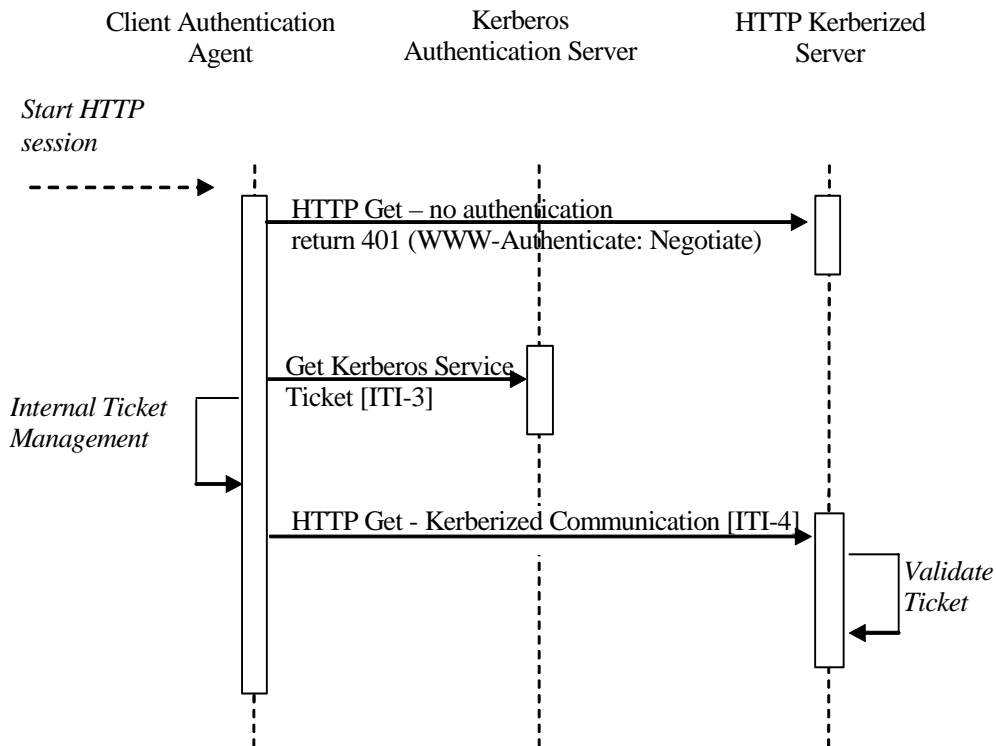 Client Authentication
Agent
Kerberos
Authentication Server
HTTP Kerberized
Server
Start HTTP
session
HTTP Get – no authentication
return 401 (WWW-Authenticate: Negotiate)
Get Kerberos Service
Ticket [ITI-3]
Internal Ticket
Management
HTTP Get - Kerberized Communication [ITI-4]
Validate
Ticket